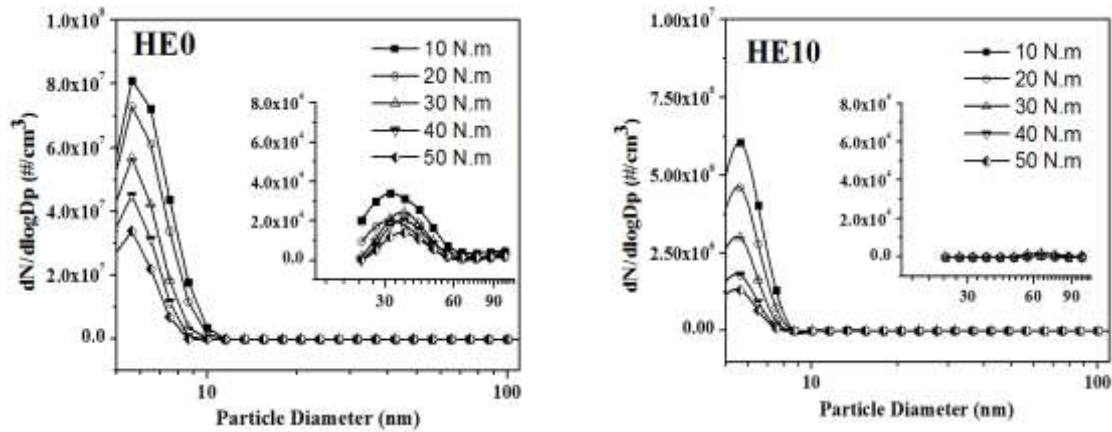 HE0
10 N.m
20 N.m
30 N.m
40 N.m
50 N.m
dN/dlogDp (#/cm³)
1.0x10⁸
8.0x10⁷
6.0x10⁷
4.0x10⁷
2.0x10⁷
0.0
8.0x10⁴
6.0x10⁴
4.0x10⁴
2.0x10⁴
0.0
30 60 90
10 100
Particle Diameter (nm)
HE10
10 N.m
20 N.m
30 N.m
40 N.m
50 N.m
dN/dlogDp (#/cm³)
1.00x10⁷
7.50x10⁶
5.00x10⁶
2.50x10⁶
0.00
8.0x10⁴
6.0x10⁴
4.0x10⁴
2.0x10⁴
0.0
30 60 90
10 100
Particle Diameter (nm)